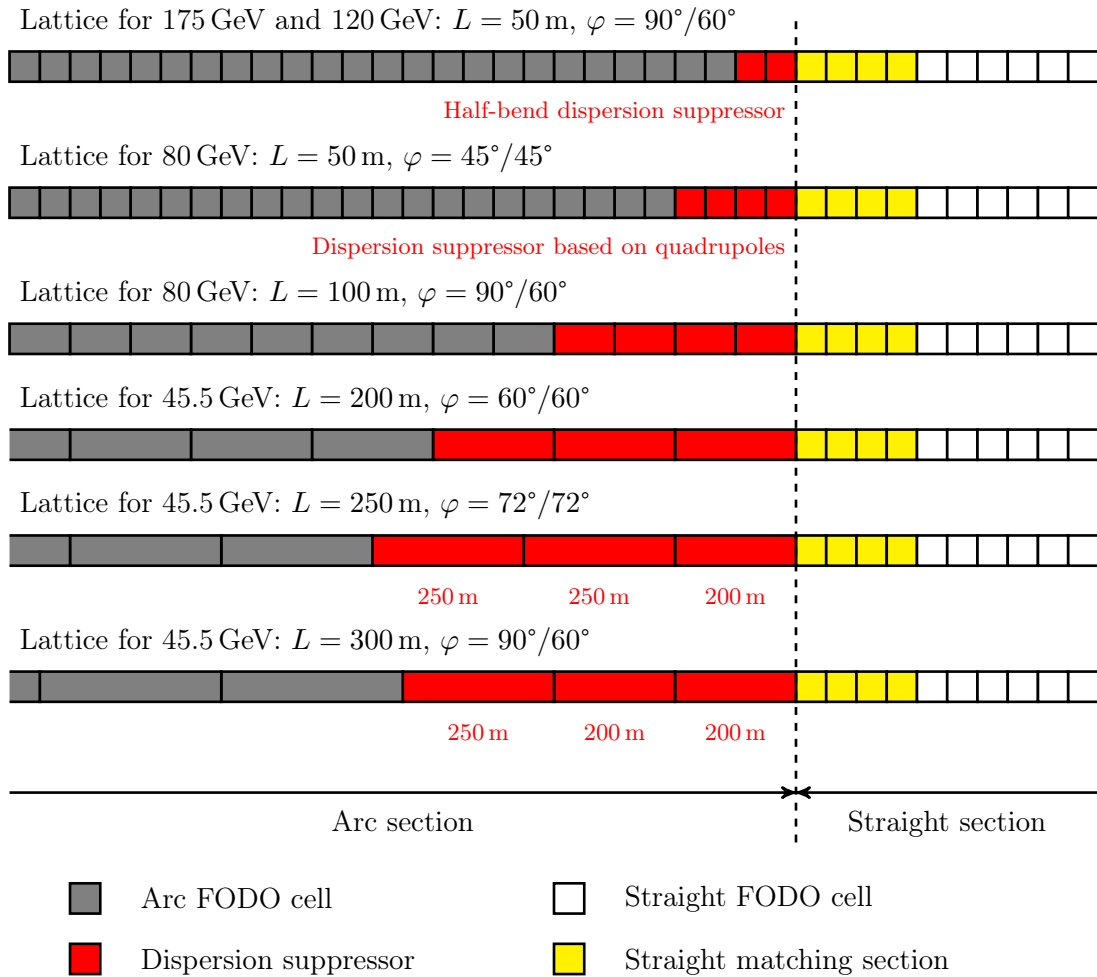 Lattice for 175 GeV and 120 GeV: L = 50 m, φ = 90°/60°
Half-bend dispersion suppressor
Lattice for 80 GeV: L = 50 m, φ = 45°/45°
Dispersion suppressor based on quadrupoles
Lattice for 80 GeV: L = 100 m, φ = 90°/60°
Lattice for 45.5 GeV: L = 200 m, φ = 60°/60°
Lattice for 45.5 GeV: L = 250 m, φ = 72°/72°
250 m 250 m 200 m
Lattice for 45.5 GeV: L = 300 m, φ = 90°/60°
250 m 200 m 200 m
Arc section Straight section
Arc FODO cell Straight FODO cell
Dispersion suppressor Straight matching section